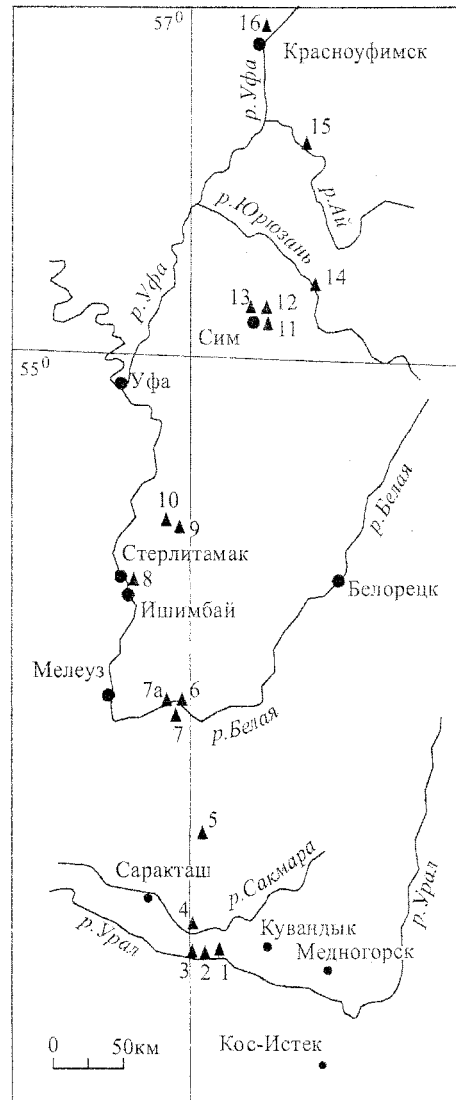 57⁰
16
Красноуфимск
р.Уфа
15
р.Ай
р.Юрюзань
14
р.Уфа
13
12
11
Сим
55⁰
Уфа
10
9
р.Белая
Стерлитамак
8
Ишимбай
Белорецк
Мелеуз
7а
6
7
р.Белая
5
Саракташ
р.Сакмара
р.Урал
4
р.Урал
Кувандык
Медногорск
3
2
1
0
50км
Кос-Истек